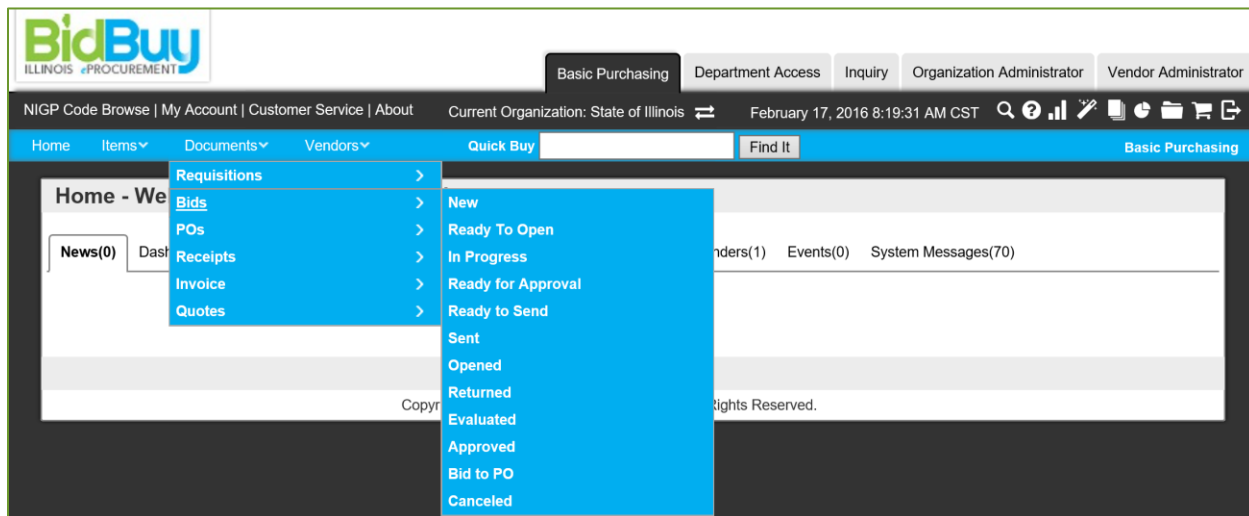 BidBuy
ILLINOIS ePROCUREMENT
Basic Purchasing Department Access Inquiry Organization Administrator Vendor Administrator
NIGP Code Browse | My Account | Customer Service | About Current Organization: State of Illinois February 17, 2016 8:19:31 AM CST
Home Items Documents Vendors Quick Buy Find It Basic Purchasing
Requisitions
Home - We
Bids New
POs Ready To Open
News(0) Dash nders(1) Events(0) System Messages(70)
Receipts In Progress
Invoice Ready for Approval
Quotes Ready to Send
Sent
Opened
Returned
Copyr Rights Reserved.
Evaluated
Approved
Bid to PO
Canceled